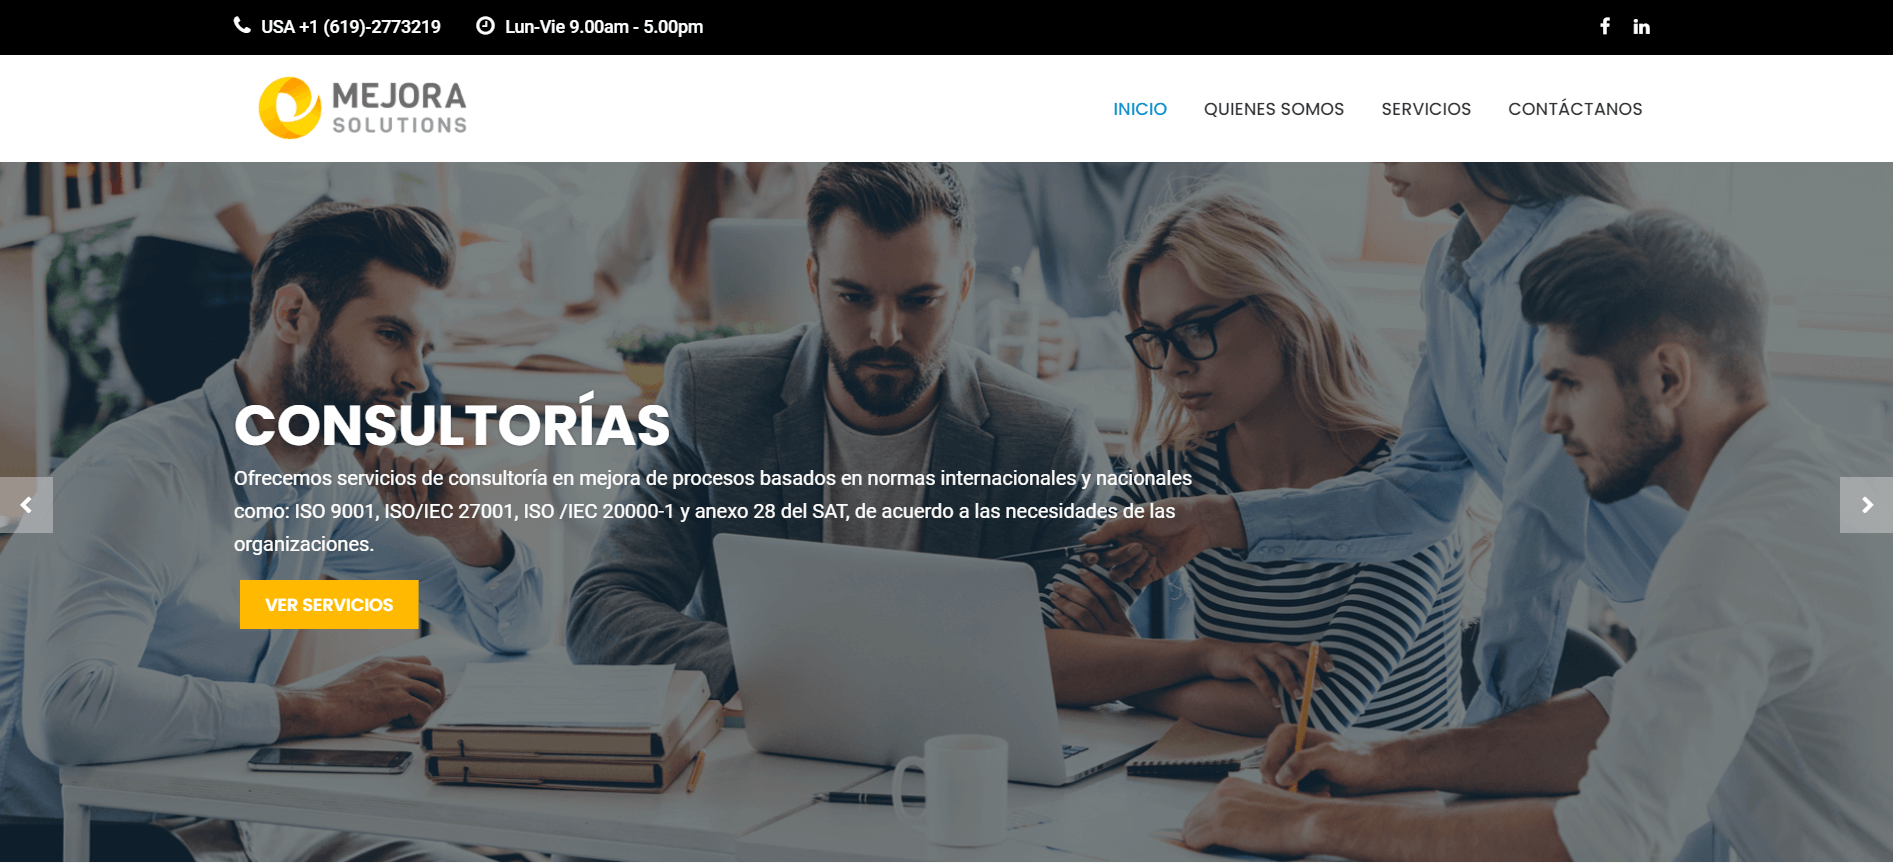 USA +1 (619)-2773219 Lun-Vie 9.00am - 5.00pm
MEJORA
SOLUTIONS
INICIO QUIENES SOMOS SERVICIOS CONTÁCTANOS
CONSULTORÍAS
Ofrecemos servicios de consultoría en mejora de procesos basados en normas internacionales y nacionales
como: ISO 9001, ISO/IEC 27001, ISO /IEC 20000-1 y anexo 28 del SAT, de acuerdo a las necesidades de las
organizaciones.
VER SERVICIOS